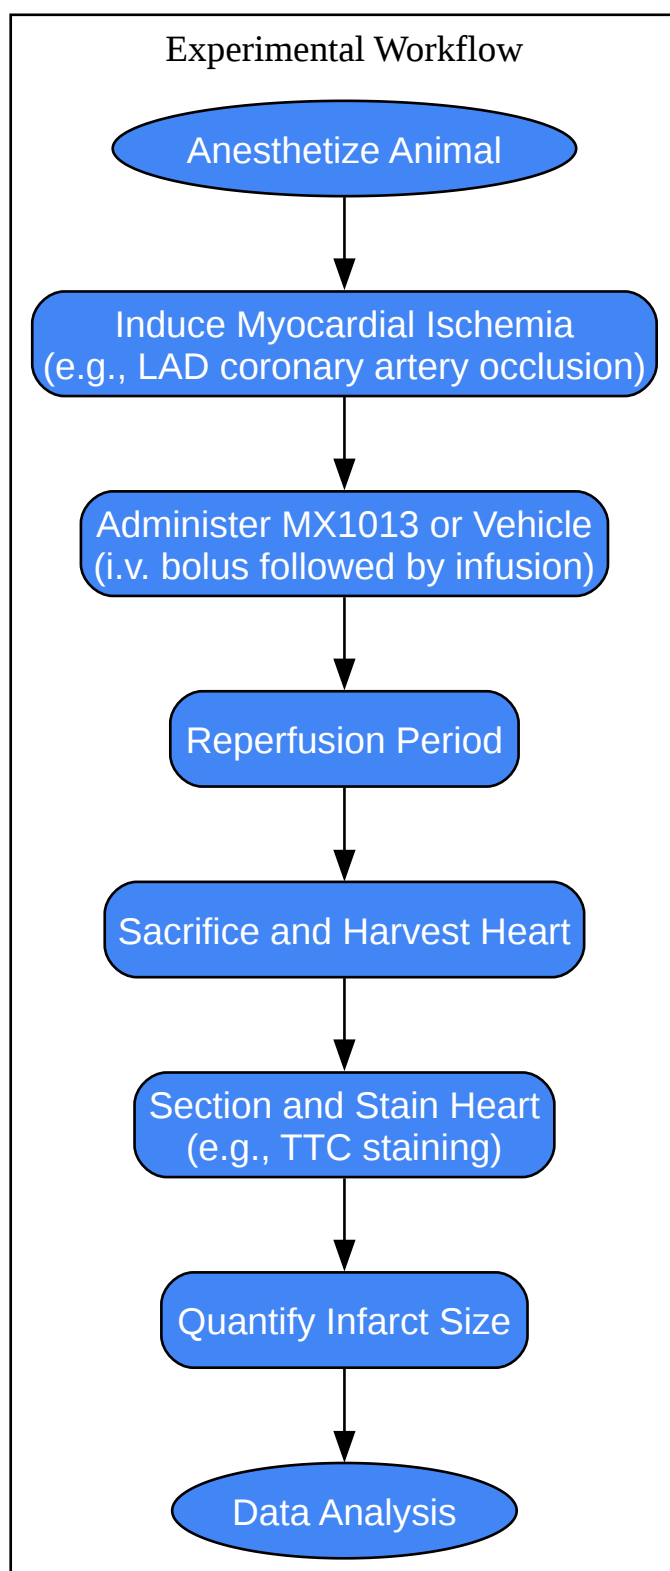 Experimental Workflow
Anesthetize Animal
Induce Myocardial Ischemia
(e.g., LAD coronary artery occlusion)
Administer MX1013 or Vehicle
(i.v. bolus followed by infusion)
Reperfusion Period
Sacrifice and Harvest Heart
Section and Stain Heart
(e.g., TTC staining)
Quantify Infarct Size
Data Analysis